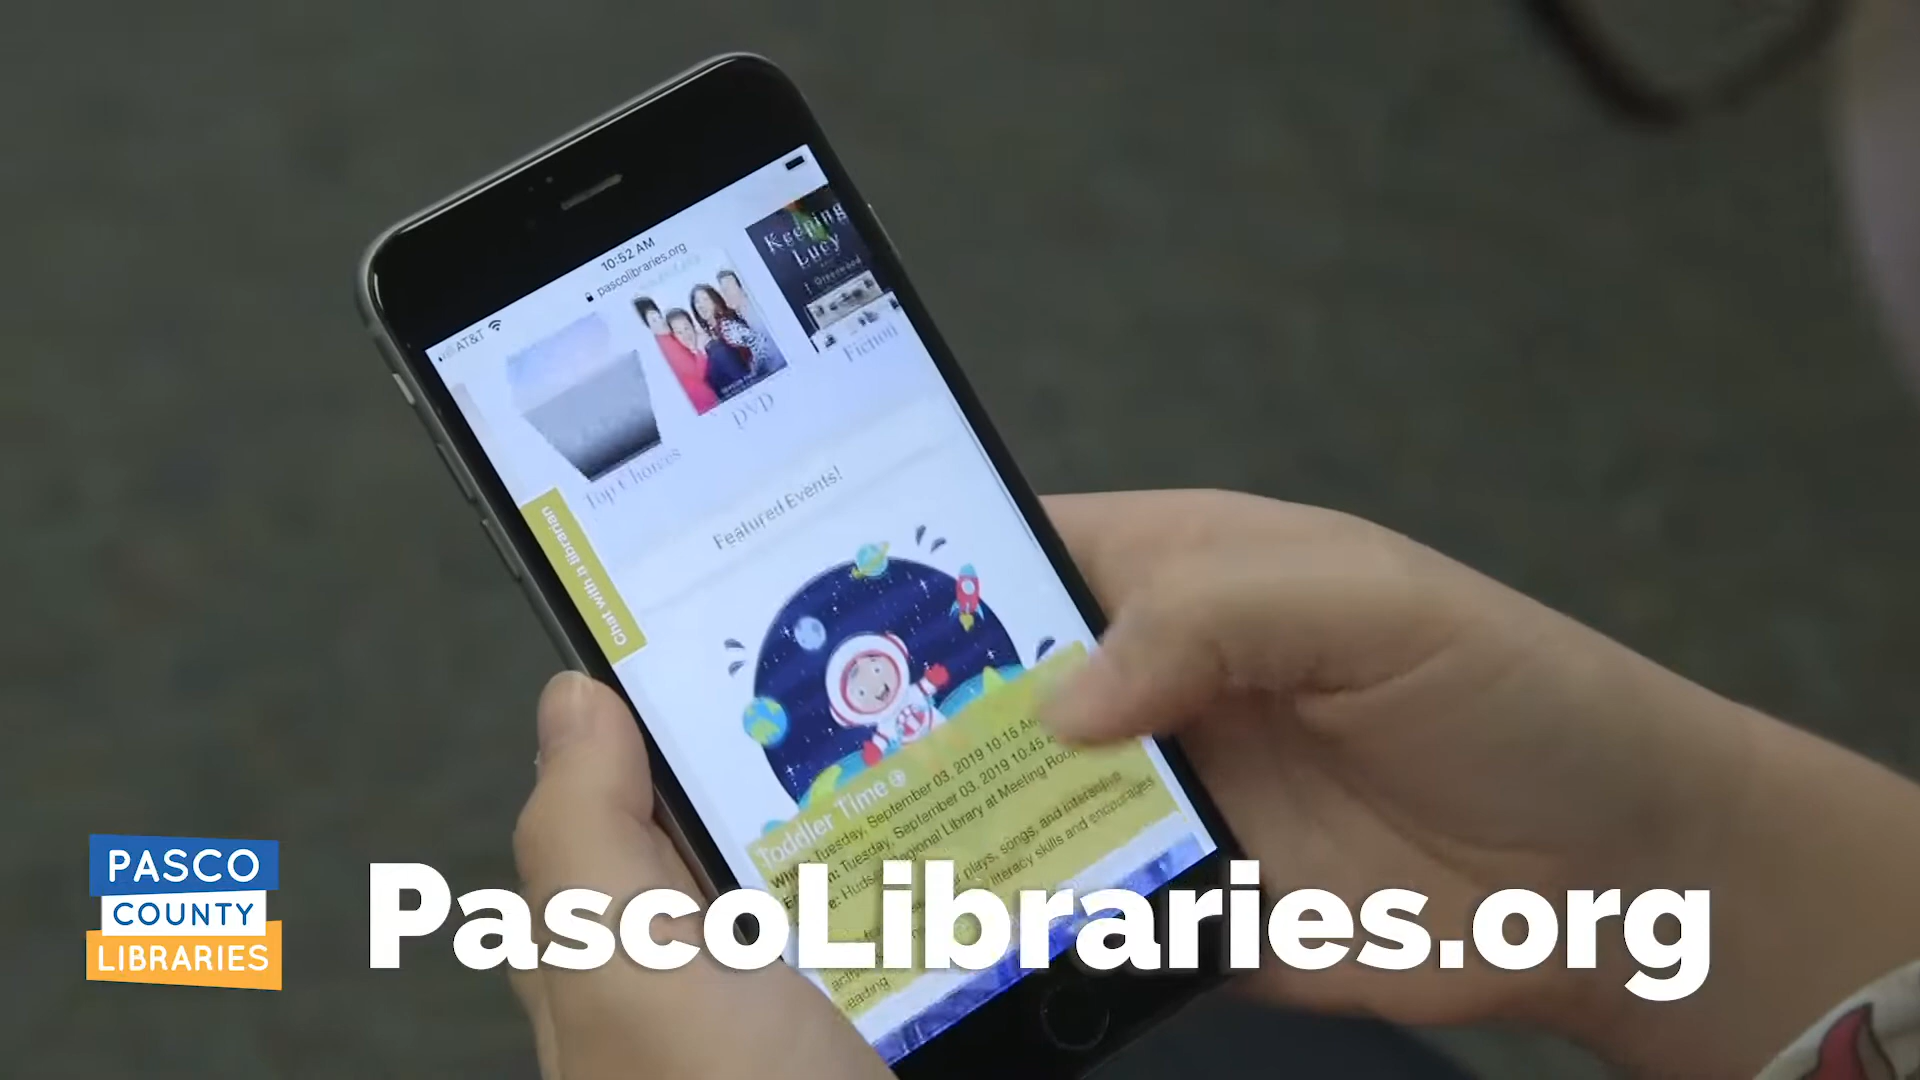 AT&T
10:52 AM
pascolibraries.org
Keeping
Lucy
Greenwood
Top Choices
DVD
Fiction
Chat with a librarian
Featured Events!
Toddler Time
Tuesday, September 03, 2019 10:15 AM
Tuesday, September 03, 2019 10:45
Regional Library at Meeting Room
plays, songs, and interactive
literacy skills and encourages
PASCO
COUNTY
LIBRARIES
PascoLibraries.org